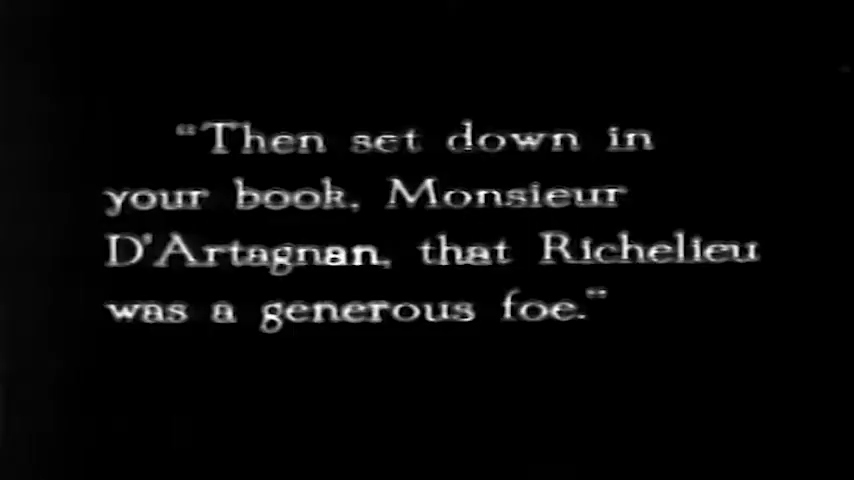 “Then set down in
your book, Monsieur
D'Artagnan, that Richelieu
was a generous foe.”